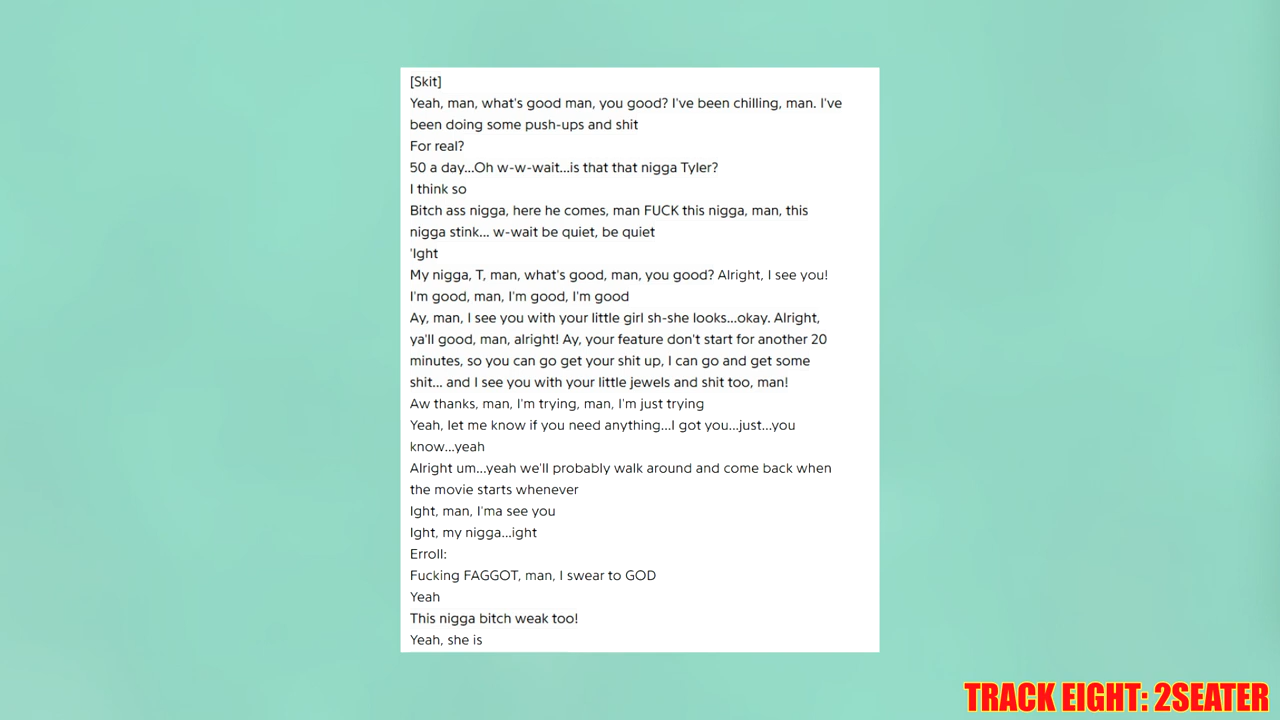 [Skit]
Yeah, man, what's good man, you good? I've been chilling, man. I've
been doing some push-ups and shit
For real?
50 a day...Oh w-w-wait...is that that nigga Tyler?
I think so
Bitch ass nigga, here he comes, man FUCK this nigga, man, this
nigga stink... w-wait be quiet, be quiet
'Ight
My nigga, T, man, what's good, man, you good? Alright, I see you!
I'm good, man, I'm good, I'm good
Ay, man, I see you with your little girl sh-she looks...okay. Alright,
ya'll good, man, alright! Ay, your feature don't start for another 20
minutes, so you can go get your shit up, I can go and get some
shit... and I see you with your little jewels and shit too, man!
Aw thanks, man, I'm trying, man, I'm just trying
Yeah, let me know if you need anything...I got you...just...you
know...yeah
Alright um...yeah we'll probably walk around and come back when
the movie starts whenever
Ight, man, I'ma see you
Ight, my nigga...ight
Erroll:
Fucking FAGGOT, man, I swear to GOD
Yeah
This nigga bitch weak too!
Yeah, she is
TRACK EIGHT: 2SEATER